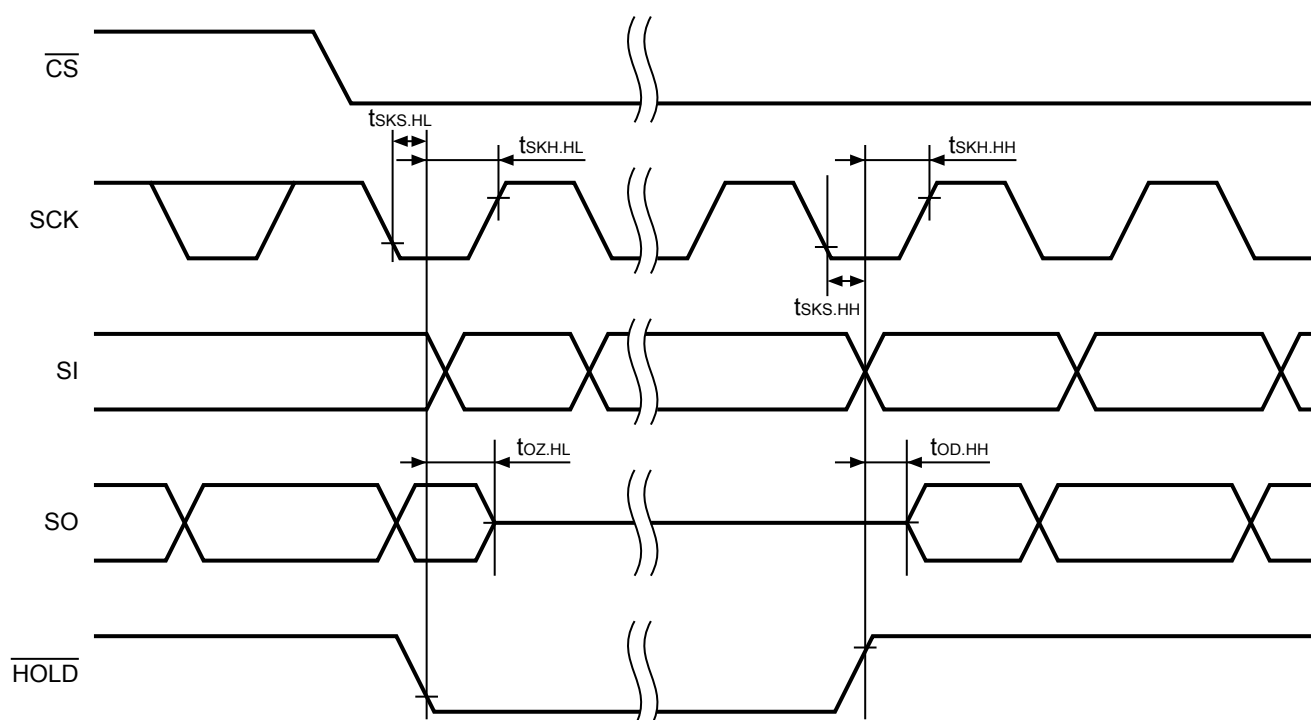 CS
tSKS.HL
tSKH.HL
tSKH.HH
SCK
tSKS.HH
SI
tOZ.HL
tOD.HH
SO
HOLD